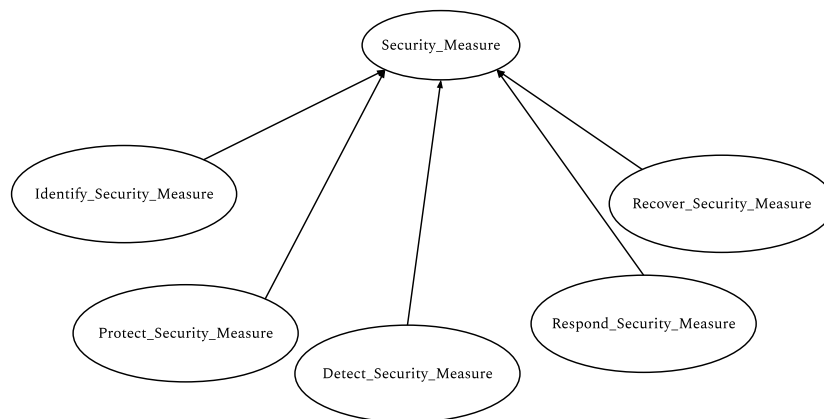 Security_Measure
Identify_Security_Measure
Recover_Security_Measure
Protect_Security_Measure
Respond_Security_Measure
Detect_Security_Measure